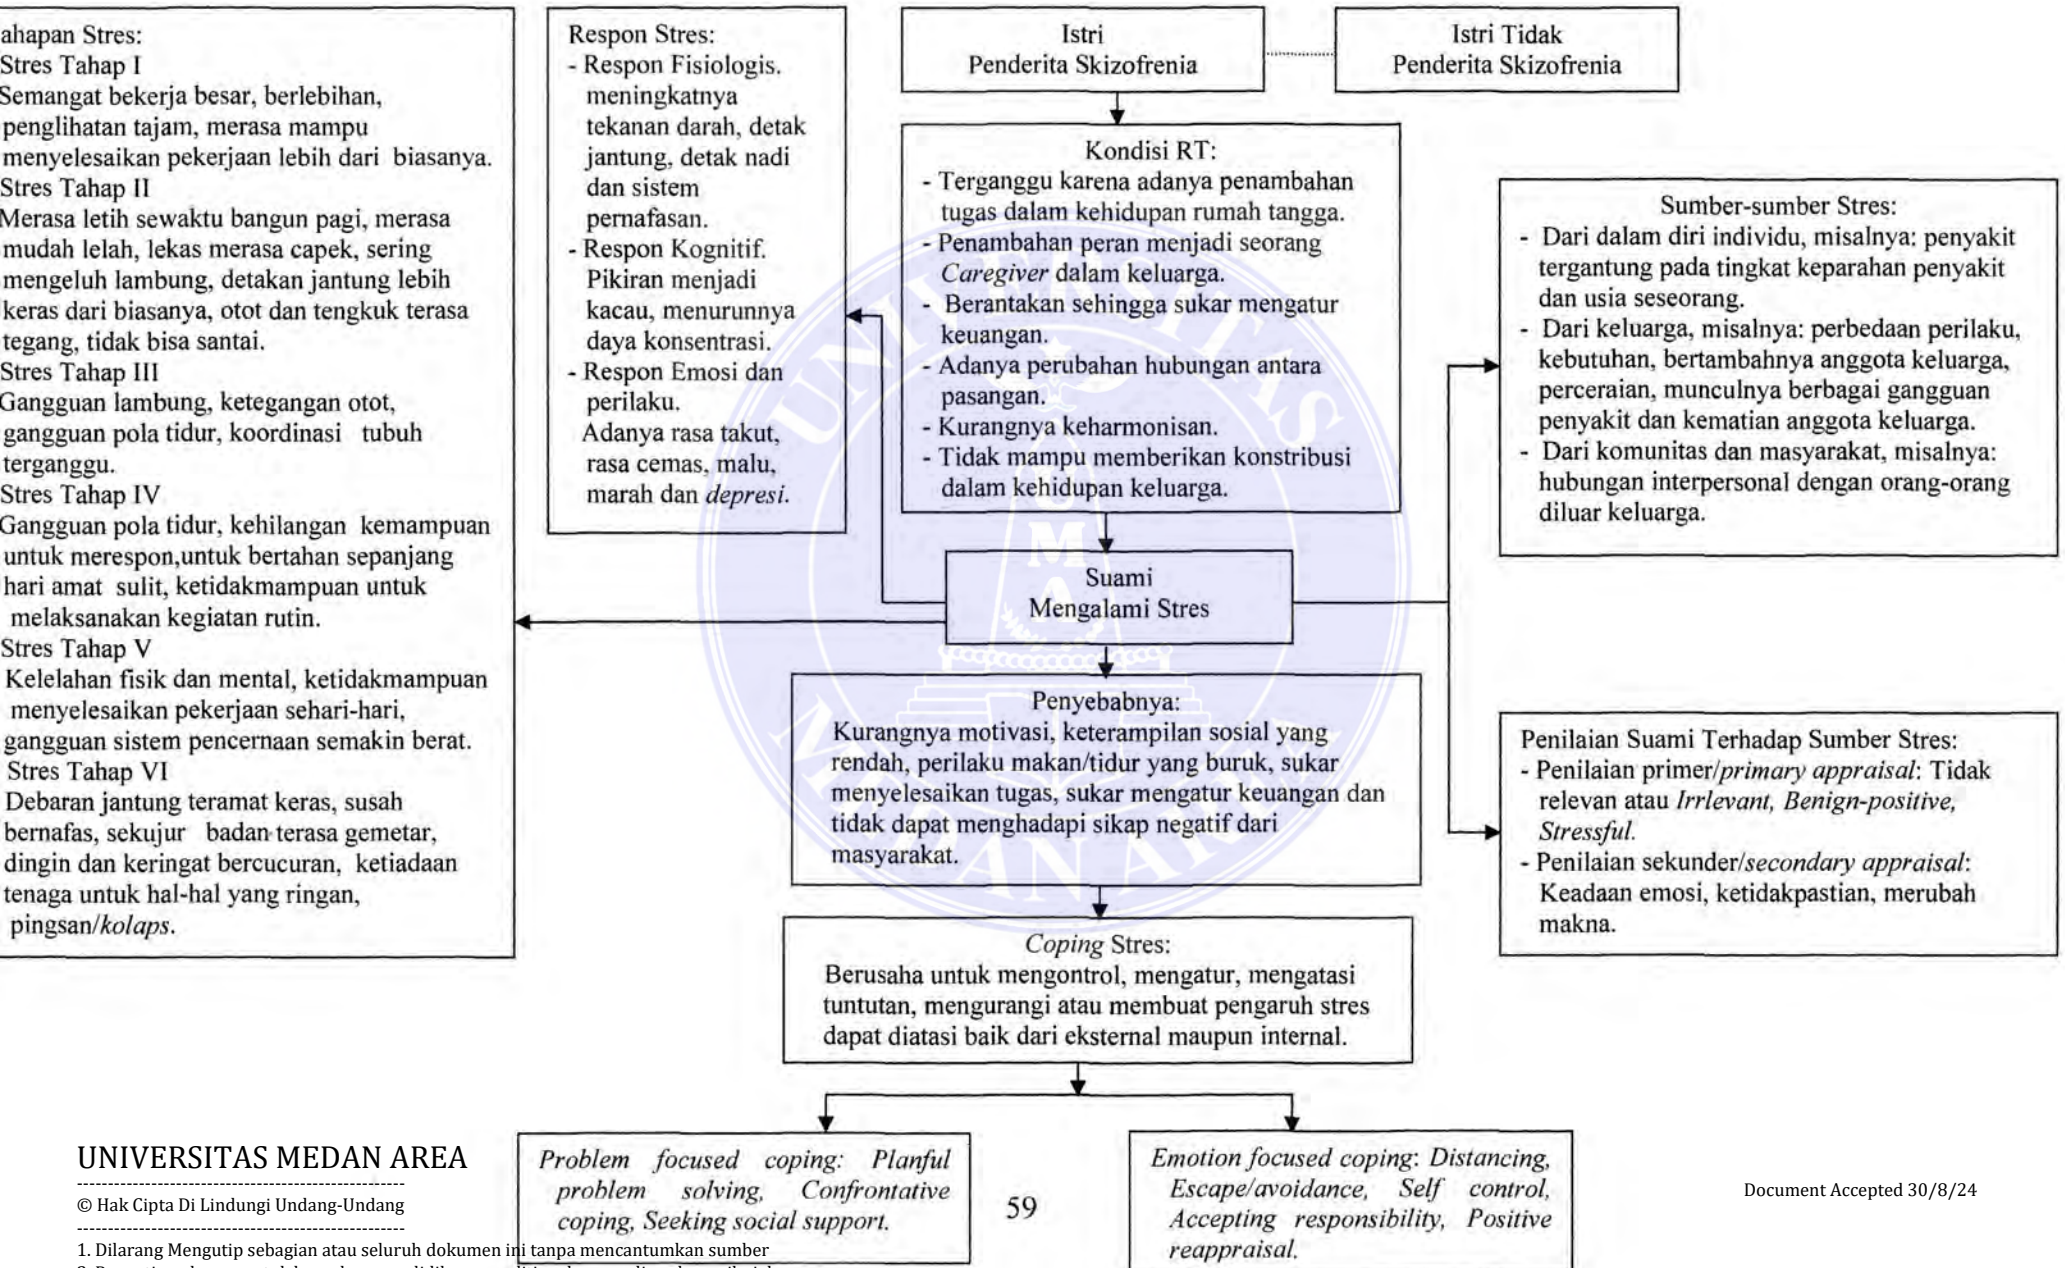 ahapan Stres:
Stres Tahap I
Semangat bekerja besar, berlebihan,
penglihatan tajam, merasa mampu
menyelesaikan pekerjaan lebih dari biasanya.
Stres Tahap II
Merasa letih sewaktu bangun pagi, merasa
mudah lelah, lekas merasa capek, sering
mengeluh lambung, detakan jantung lebih
keras dari biasanya, otot dan tengkuk terasa
tegang, tidak bisa santai.
Stres Tahap III
Gangguan lambung, ketegangan otot,
gangguan pola tidur, koordinasi tubuh
terganggu.
Stres Tahap IV
Gangguan pola tidur, kehilangan kemampuan
untuk merespon,untuk bertahan sepanjang
hari amat sulit, ketidakmampuan untuk
melaksanakan kegiatan rutin.
Stres Tahap V
Kelelahan fisik dan mental, ketidakmampuan
menyelesaikan pekerjaan sehari-hari,
gangguan sistem pencernaan semakin berat.
Stres Tahap VI
Debaran jantung teramat keras, susah
bernafas, sekujur badan terasa gemetar,
dingin dan keringat bercucuran, ketiadaan
tenaga untuk hal-hal yang ringan,
pingsan/kolaps.
Respon Stres:
- Respon Fisiologis.
meningkatnya
tekanan darah, detak
jantung, detak nadi
dan sistem
pernafasan.
- Respon Kognitif.
Pikiran menjadi
kacau, menurunnya
daya konsentrasi.
- Respon Emosi dan
perilaku.
Adanya rasa takut,
rasa cemas, malu,
marah dan depresi.
Istri
Penderita Skizofrenia
Istri Tidak
Penderita Skizofrenia
Kondisi RT:
- Terganggu karena adanya penambahan
tugas dalam kehidupan rumah tangga.
- Penambahan peran menjadi seorang
Caregiver dalam keluarga.
- Berantakan sehingga sukar mengatur
keuangan.
- Adanya perubahan hubungan antara
pasangan.
- Kurangnya keharmonisan.
- Tidak mampu memberikan konstribusi
dalam kehidupan keluarga.
Suami
Mengalami Stres
Sumber-sumber Stres:
- Dari dalam diri individu, misalnya: penyakit
tergantung pada tingkat keparahan penyakit
dan usia seseorang.
- Dari keluarga, misalnya: perbedaan perilaku,
kebutuhan, bertambahnya anggota keluarga,
perceraian, munculnya berbagai gangguan
penyakit dan kematian anggota keluarga.
- Dari komunitas dan masyarakat, misalnya:
hubungan interpersonal dengan orang-orang
diluar keluarga.
Penyebabnya:
Kurangnya motivasi, keterampilan sosial yang
rendah, perilaku makan/tidur yang buruk, sukar
menyelesaikan tugas, sukar mengatur keuangan dan
tidak dapat menghadapi sikap negatif dari
masyarakat.
Penilaian Suami Terhadap Sumber Stres:
- Penilaian primer/primary appraisal: Tidak
relevan atau Irrlevant, Benign-positive,
Stressful.
- Penilaian sekunder/secondary appraisal:
Keadaan emosi, ketidakpastian, merubah
makna.
Coping Stres:
Berusaha untuk mengontrol, mengatur, mengatasi
tuntutan, mengurangi atau membuat pengaruh stres
dapat diatasi baik dari eksternal maupun internal.
Problem focused coping: Planful
problem solving, Confrontative
coping, Seeking social support.
Emotion focused coping: Distancing,
Escape/avoidance, Self control,
Accepting responsibility, Positive
reappraisal.
59
UNIVERSITAS MEDAN AREA
UNIVERSITAS MEDAN AREA
© Hak Cipta Di Lindungi Undang-Undang
Document Accepted 30/8/24
1. Dilarang Mengutip sebagian atau seluruh dokumen ini tanpa mencantumkan sumber